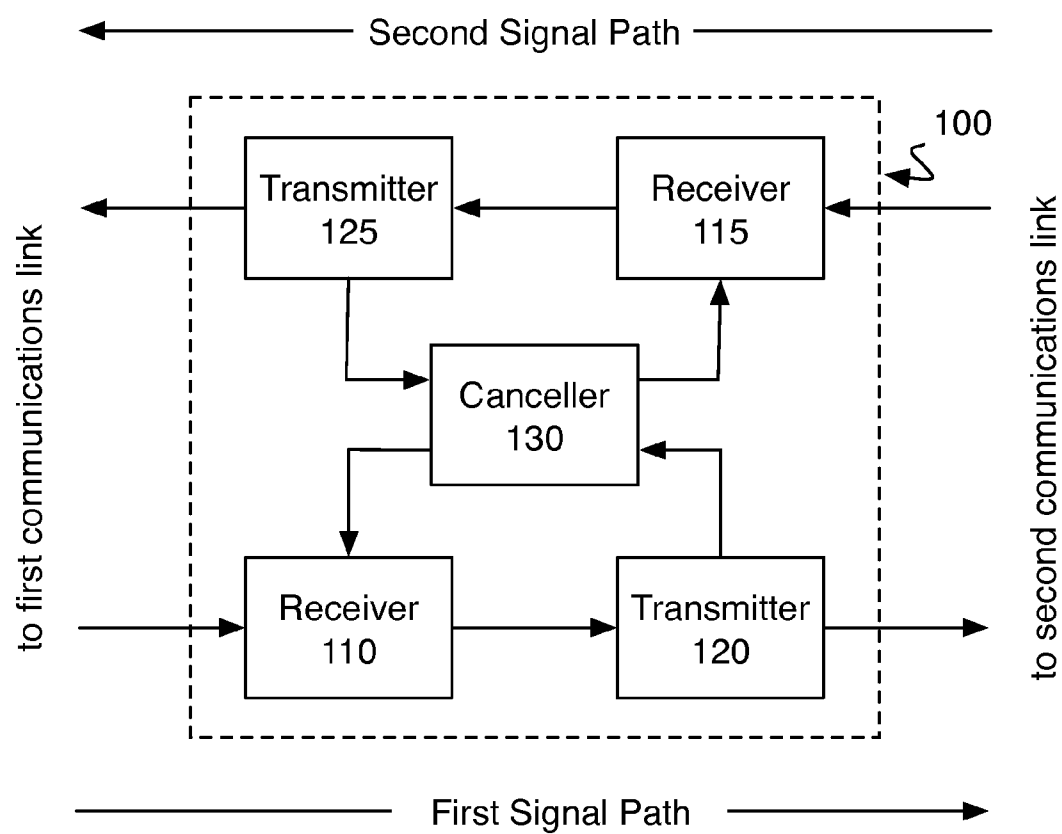 Second Signal Path
100
Transmitter
125
Receiver
115
to first communications link
to second communications link
Canceller
130
Receiver
110
Transmitter
120
First Signal Path